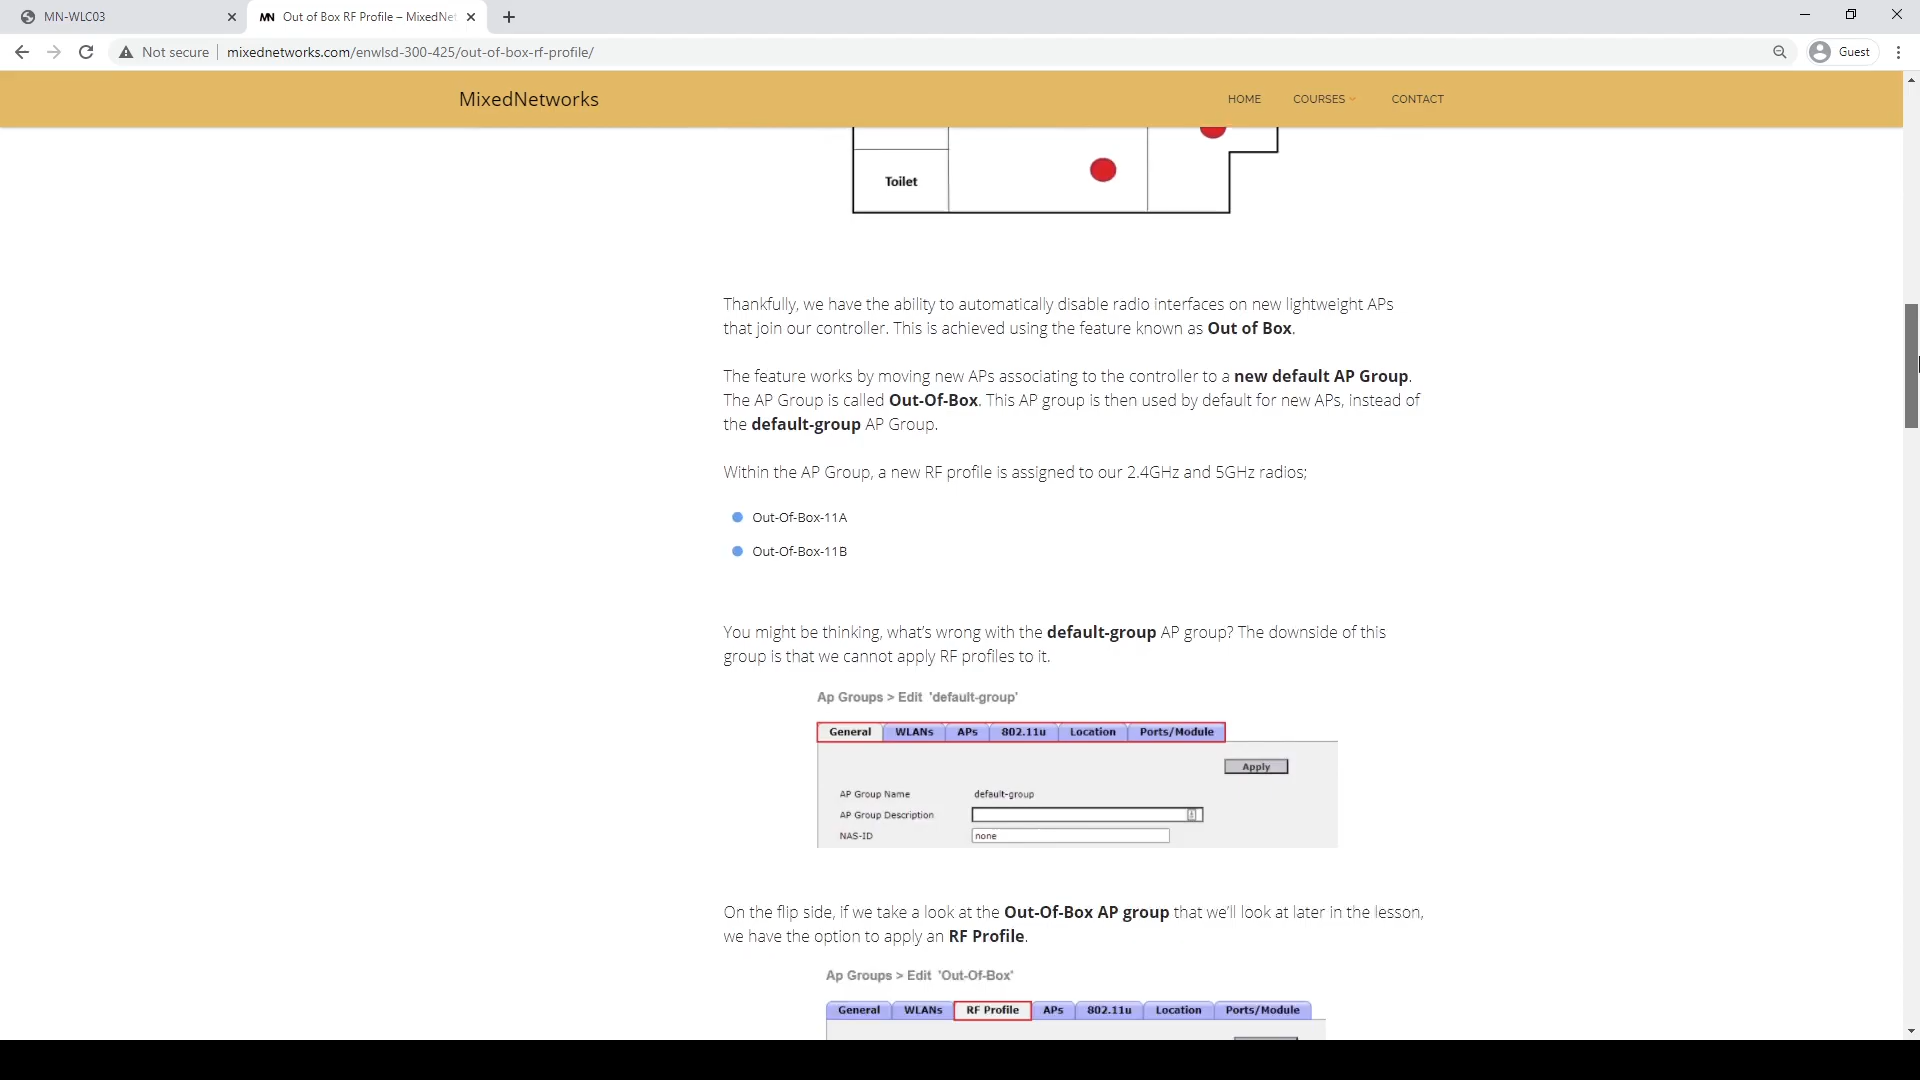 MN-WLC03
MN Out of Box RF Profile – MixedNet
Not secure mixednetworks.com/enwlsd-300-425/out-of-box-rf-profile/ Guest
MixedNetworks HOME COURSES CONTACT
Toilet
Thankfully, we have the ability to automatically disable radio interfaces on new lightweight APs
that join our controller. This is achieved using the feature known as Out of Box.
The feature works by moving new APs associating to the controller to a new default AP Group.
The AP Group is called Out-Of-Box. This AP group is then used by default for new APs, instead of
the default-group AP Group.
Within the AP Group, a new RF profile is assigned to our 2.4GHz and 5GHz radios;
Out-Of-Box-11A
Out-Of-Box-11B
You might be thinking, what's wrong with the default-group AP group? The downside of this
group is that we cannot apply RF profiles to it.
Ap Groups > Edit 'default-group'
General WLANs APs 802.11u Location Ports/Module
Apply
AP Group Name default-group
AP Group Description
NAS-ID none
On the flip side, if we take a look at the Out-Of-Box AP group that we'll look at later in the lesson,
we have the option to apply an RF Profile.
Ap Groups > Edit 'Out-Of-Box'
General WLANs RF Profile APs 802.11u Location Ports/Module